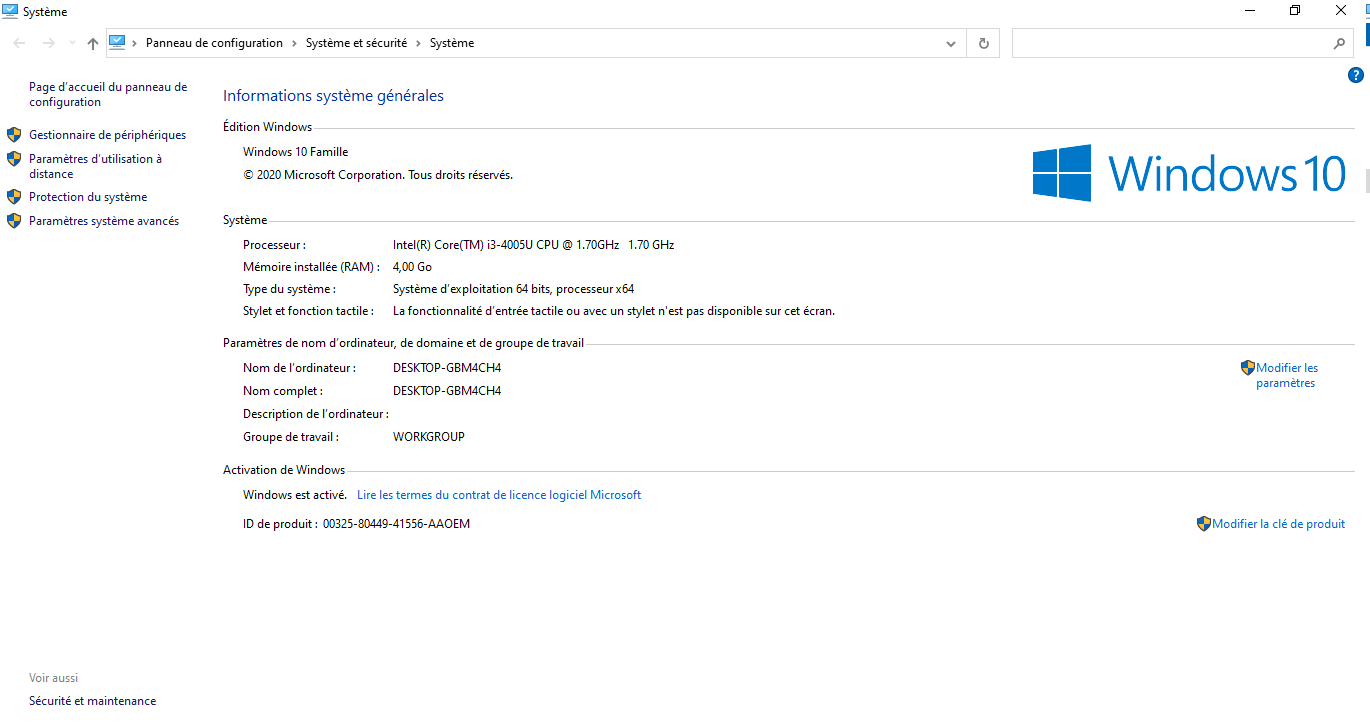 Système
Panneau de configuration > Système et sécurité > Système
?
Page d'accueil du panneau de
configuration
Gestionnaire de périphériques
Paramètres d'utilisation à
distance
Protection du système
Paramètres système avancés
Informations système générales
Édition Windows
Windows 10 Famille
© 2020 Microsoft Corporation. Tous droits réservés.
Windows 10
Système
Processeur : Intel(R) Core(TM) i3-4005U CPU @ 1.70GHz 1.70 GHz
Mémoire installée (RAM) : 4,00 Go
Type du système : Système d'exploitation 64 bits, processeur x64
Stylet et fonction tactile : La fonctionnalité d'entrée tactile ou avec un stylet n'est pas disponible sur cet écran.
Paramètres de nom d'ordinateur, de domaine et de groupe de travail
Nom de l'ordinateur : DESKTOP-GBM4CH4
Nom complet : DESKTOP-GBM4CH4
Description de l'ordinateur :
Groupe de travail : WORKGROUP
Modifier les
paramètres
Activation de Windows
Windows est activé. Lire les termes du contrat de licence logiciel Microsoft
ID de produit : 00325-80449-41556-AAOEM
Modifier la clé de produit
Voir aussi
Sécurité et maintenance